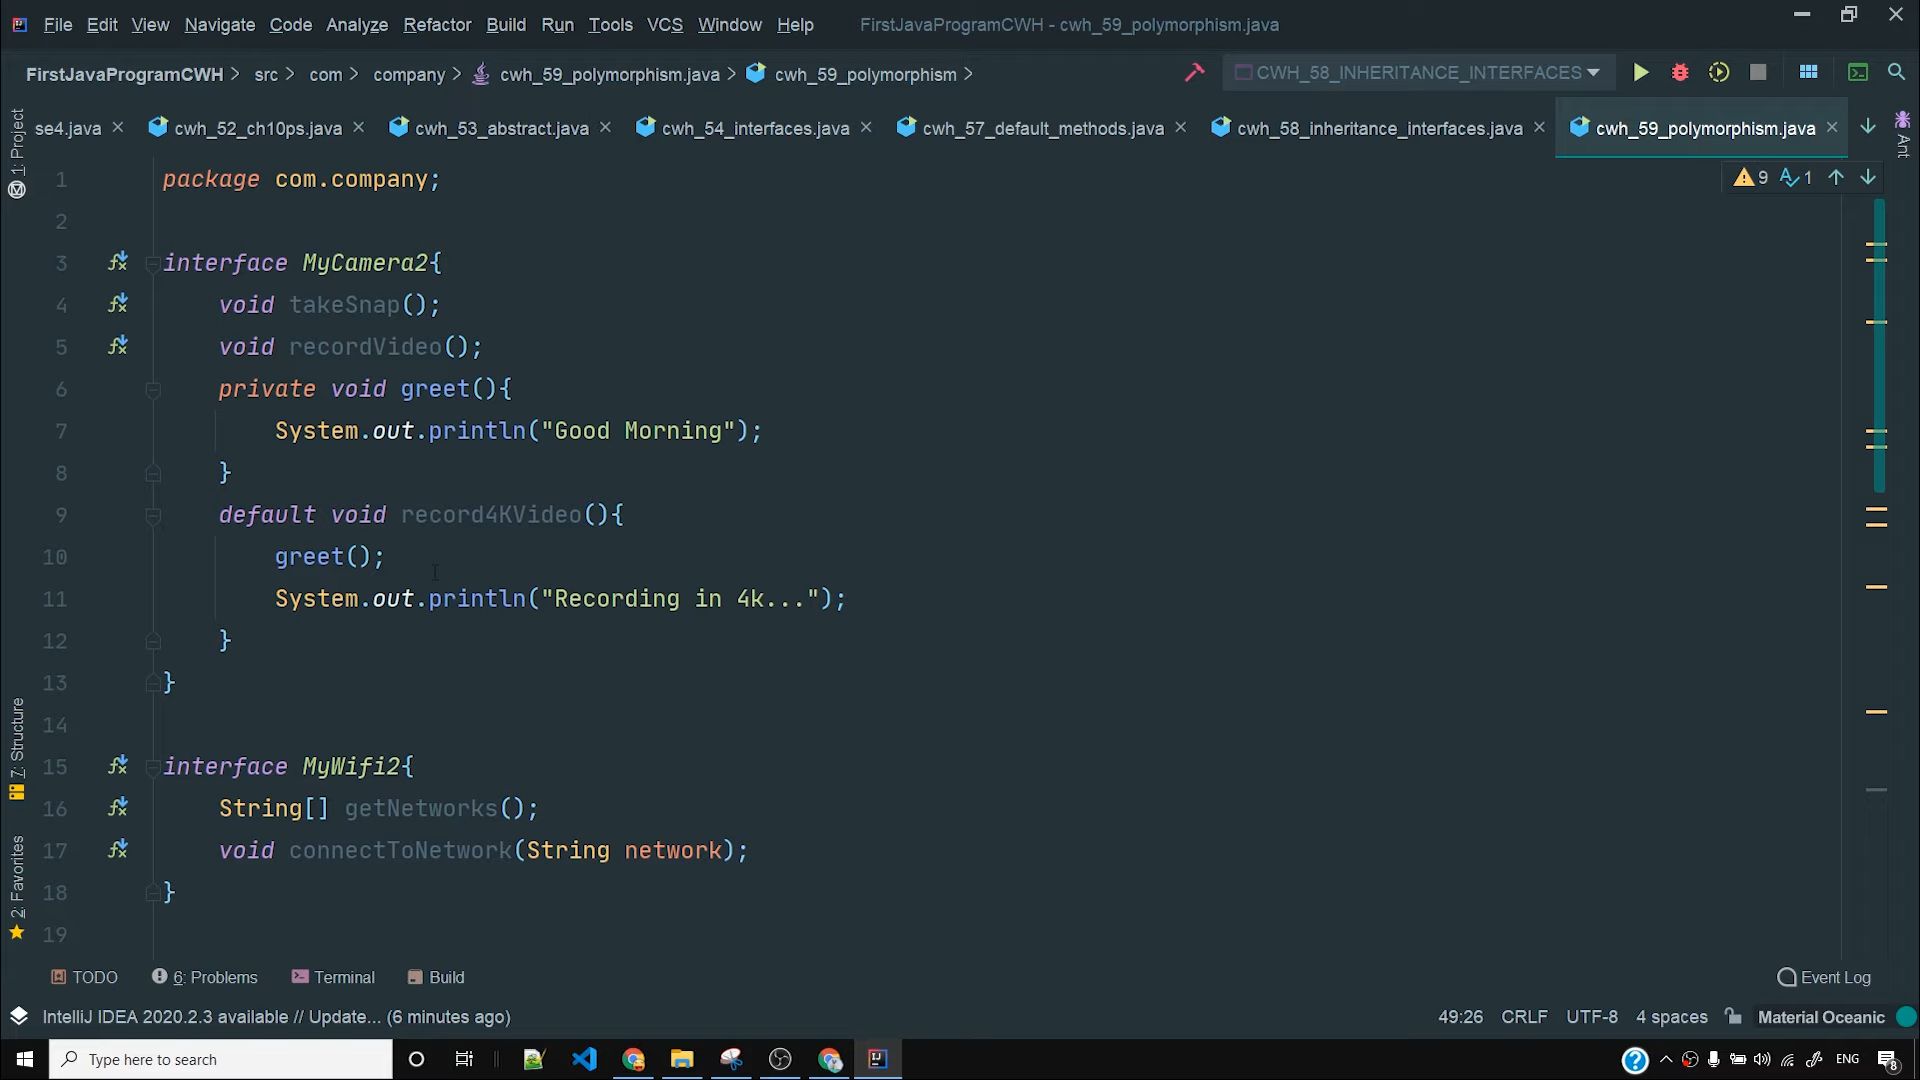 File Edit View Navigate Code Analyze Refactor Build Run Tools VCS Window Help FirstJavaProgramCWH - cwh_59_polymorphism.java
FirstJavaProgramCWH > src > com > company > cwh_59_polymorphism.java > cwh_59_polymorphism > CWH_58_INHERITANCE_INTERFACES
se4.java cwh_52_ch10ps.java cwh_53_abstract.java cwh_54_interfaces.java cwh_57_default_methods.java cwh_58_inheritance_interfaces.java cwh_59_polymorphism.java
1: Project
Ant
9 1
1 package com.company;
2
3 interface MyCamera2{
4     void takeSnap();
5     void recordVideo();
6     private void greet(){
7         System.out.println("Good Morning");
8     }
9     default void record4KVideo(){
10         greet();
11         System.out.println("Recording in 4k...");
12     }
13 }
14
15 interface MyWifi2{
16     String[] getNetworks();
17     void connectToNetwork(String network);
18 }
19
7: Structure
2: Favorites
TODO 6: Problems Terminal Build Event Log
IntelliJ IDEA 2020.2.3 available // Update... (6 minutes ago) 49:26 CRLF UTF-8 4 spaces Material Oceanic
Type here to search ENG 8